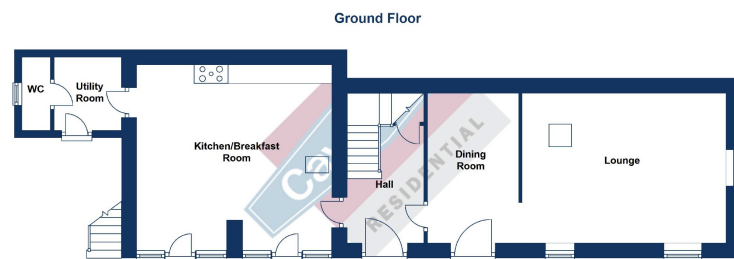 Ground Floor
WC
Utility
Room
Kitchen/Breakfast
Room
Hall
Dining
Room
Lounge
RESIDENTIAL